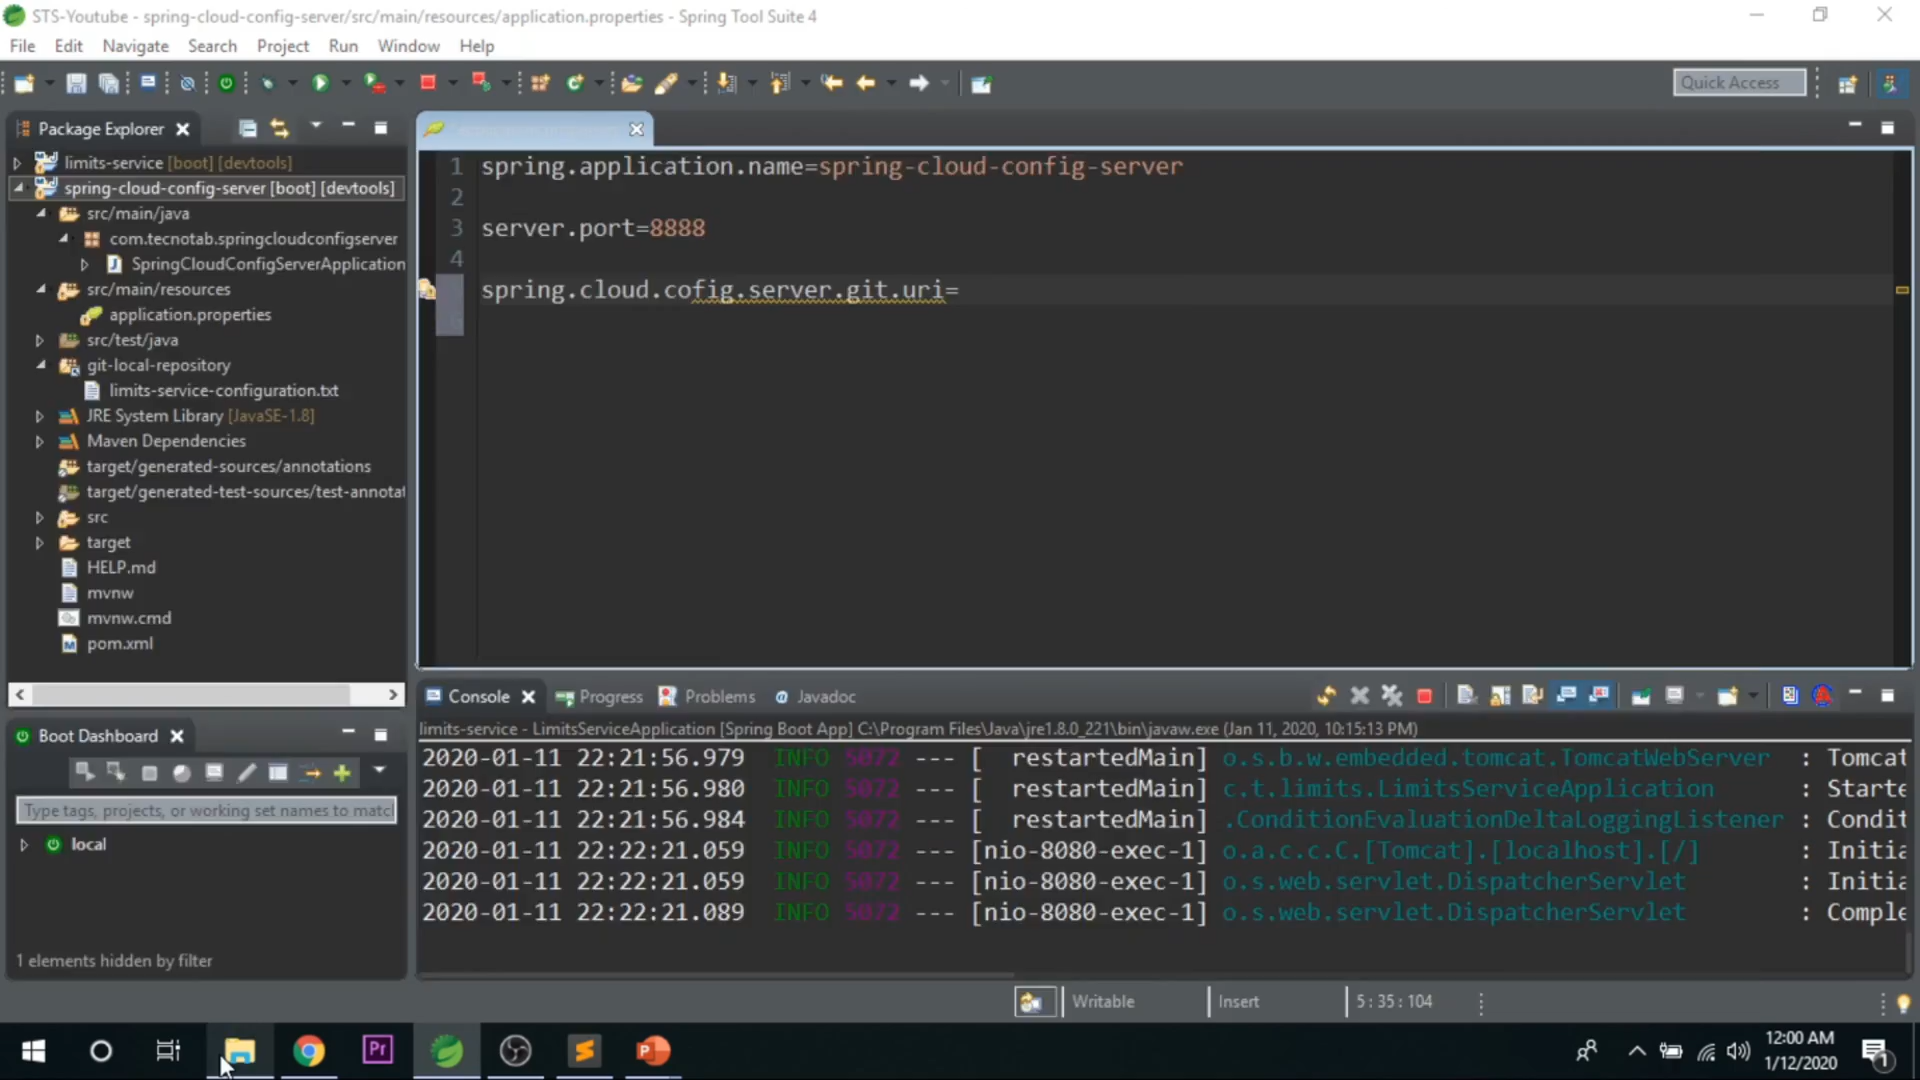 STS-Youtube - spring-cloud-config-server/src/main/resources/application.properties - Spring Tool Suite 4
File Edit Navigate Search Project Run Window Help
Quick Access
Package Explorer
limits-service [boot] [devtools]
spring-cloud-config-server [boot] [devtools]
src/main/java
com.tecnotab.springcloudconfigserver
SpringCloudConfigServerApplication
src/main/resources
application.properties
src/test/java
git-local-repository
limits-service-configuration.txt
JRE System Library [JavaSE-1.8]
Maven Dependencies
target/generated-sources/annotations
target/generated-test-sources/test-annotat
src
target
HELP.md
mvnw
mvnw.cmd
pom.xml
1 spring.application.name=spring-cloud-config-server
2
3 server.port=8888
4
spring.cloud.cofig.server.git.uri=
Boot Dashboard
Type tags, projects, or working set names to matcl
local
1 elements hidden by filter
Console Progress Problems @ Javadoc
limits-service - LimitsServiceApplication [Spring Boot App] C:\Program Files\Java\jre1.8.0_221\bin\javaw.exe (Jan 11, 2020, 10:15:13 PM)
2020-01-11 22:21:56.979 INFO 5072 --- [ restartedMain] o.s.b.w.embedded.tomcat.TomcatWebServer : Tomcat
2020-01-11 22:21:56.980 INFO 5072 --- [ restartedMain] c.t.limits.LimitsServiceApplication : Starte
2020-01-11 22:21:56.984 INFO 5072 --- [ restartedMain] .ConditionEvaluationDeltaLoggingListener : Condit
2020-01-11 22:22:21.059 INFO 5072 --- [nio-8080-exec-1] o.a.c.c.C.[Tomcat].[localhost].[/] : Initia
2020-01-11 22:22:21.059 INFO 5072 --- [nio-8080-exec-1] o.s.web.servlet.DispatcherServlet : Initia
2020-01-11 22:22:21.089 INFO 5072 --- [nio-8080-exec-1] o.s.web.servlet.DispatcherServlet : Comple
Writable Insert 5 : 35 : 104
Pr
12:00 AM
1/12/2020
1